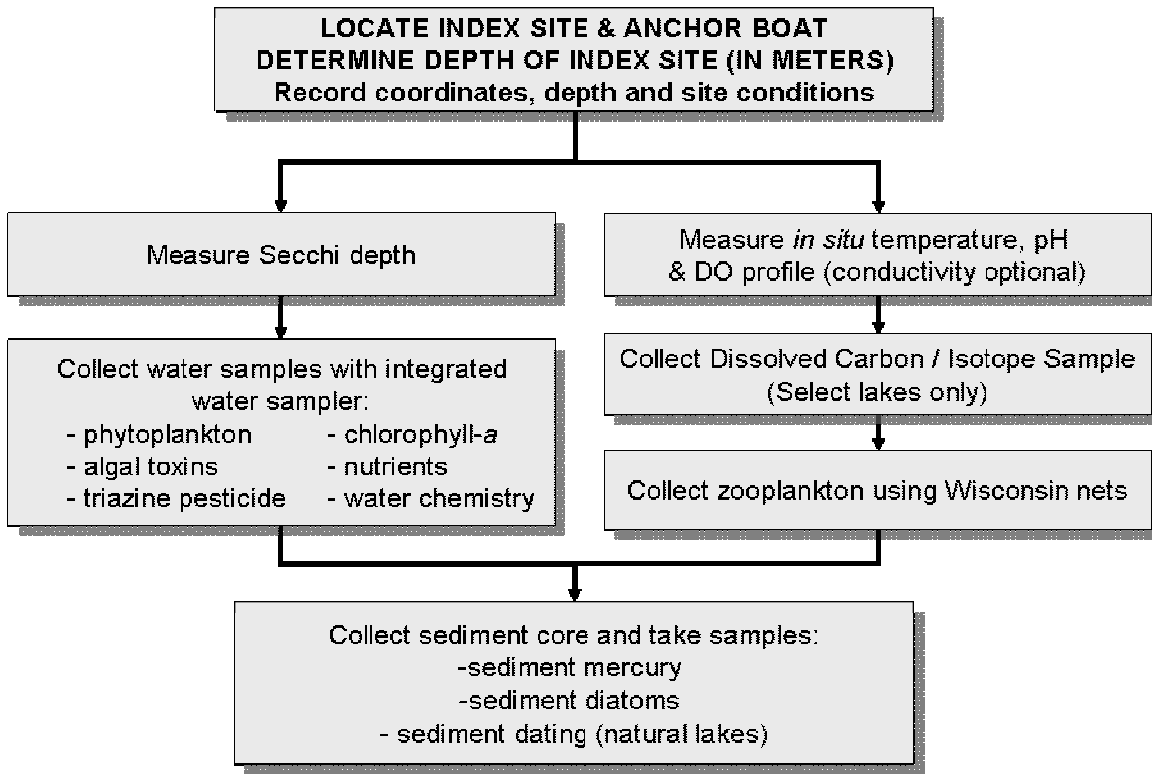 LOCATE INDEX SITE & ANCHOR BOAT
DETERMINE DEPTH OF INDEX SITE (IN METERS)
Record coordinates, depth and site conditions
Measure Secchi depth
Measure in situ temperature, pH
& DO profile (conductivity optional)
Collect water samples with integrated
water sampler:
- phytoplankton - chlorophyll-a
- algal toxins - nutrients
- triazine pesticide - water chemistry
Collect Dissolved Carbon / Isotope Sample
(Select lakes only)
Collect zooplankton using Wisconsin nets
Collect sediment core and take samples:
-sediment mercury
-sediment diatoms
- sediment dating (natural lakes)